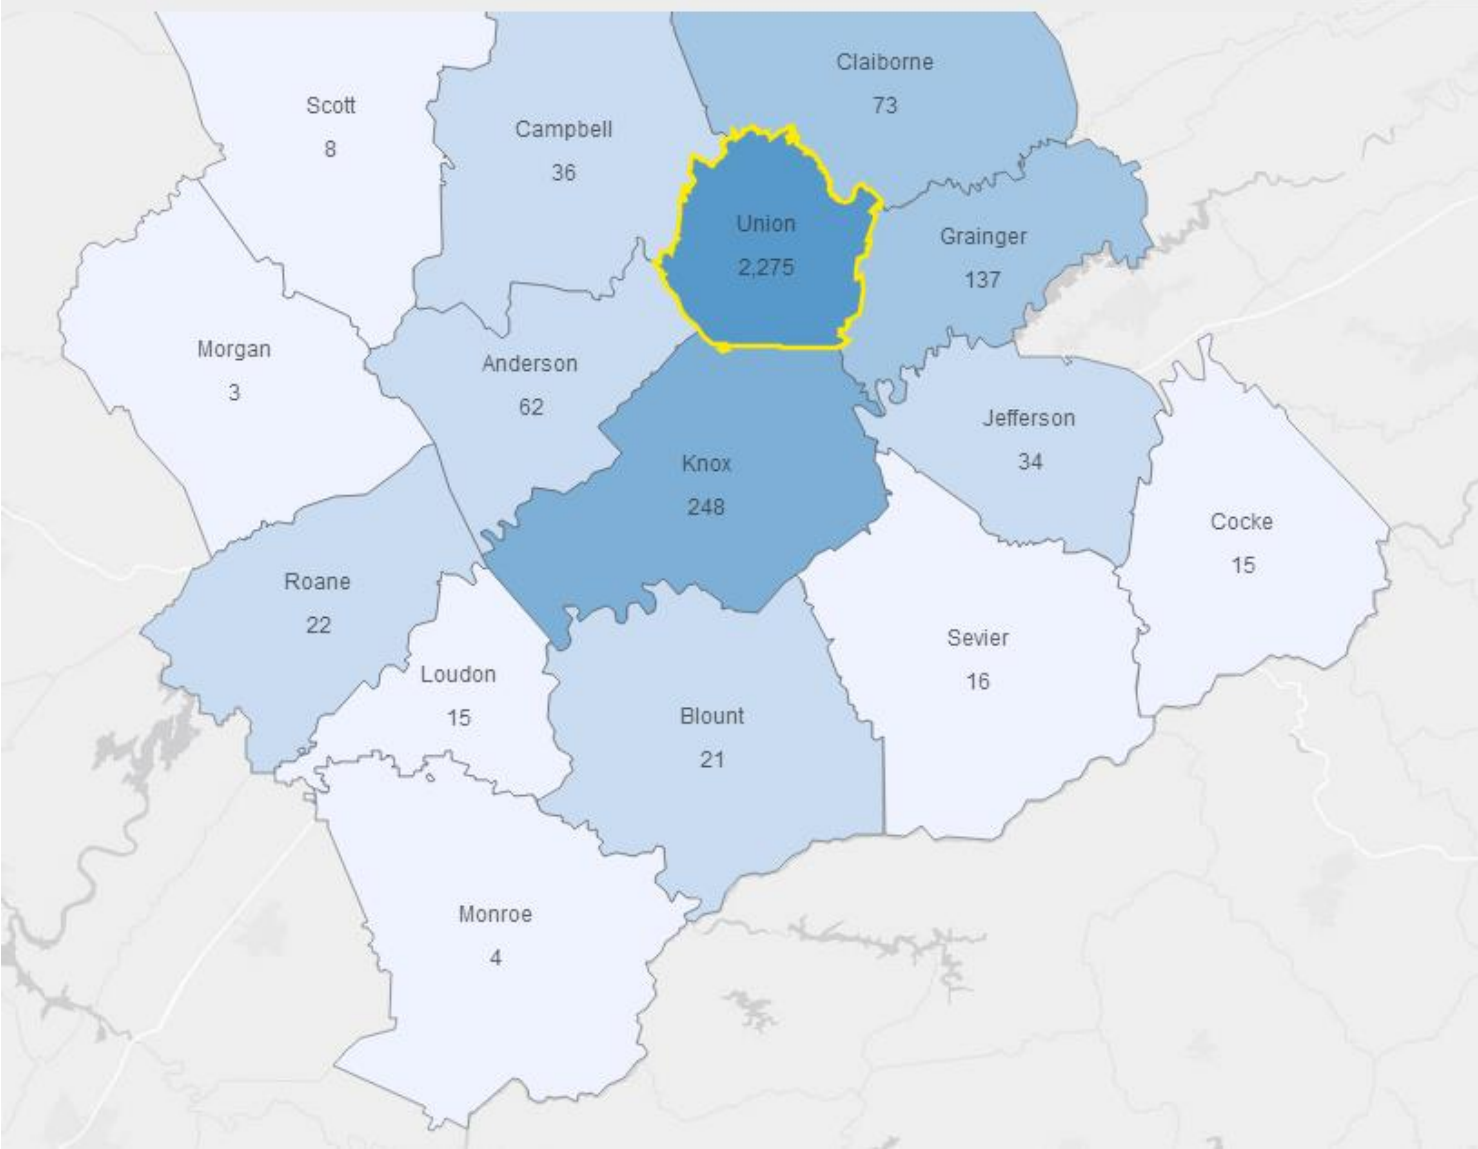 Claiborne
73
Scott
8
Campbell
36
Union
2,275
Grainger
137
Morgan
3
Anderson
62
Jefferson
34
Knox
248
Cocke
15
Roane
22
Sevier
16
Loudon
15
Blount
21
Monroe
4